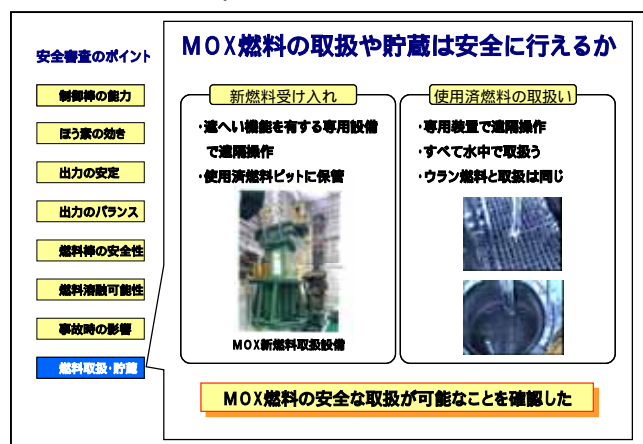 安全審査のポイント
制御棒の能力
ほう素の効き
出力の安定
出力のバランス
燃料棒の安全性
燃料溶融可能性
事故時の影響
燃料取扱・貯蔵
MOX燃料の取扱や貯蔵は安全に行えるか
新燃料受け入れ
・遮へい機能を有する専用設備
で遠隔操作
・使用済燃料ピットに保管
MOX新燃料取扱設備
使用済燃料の取扱い
・専用装置で遠隔操作
・すべて水中で取扱う
・ウラン燃料と取扱は同じ
MOX燃料の安全な取扱が可能なことを確認した